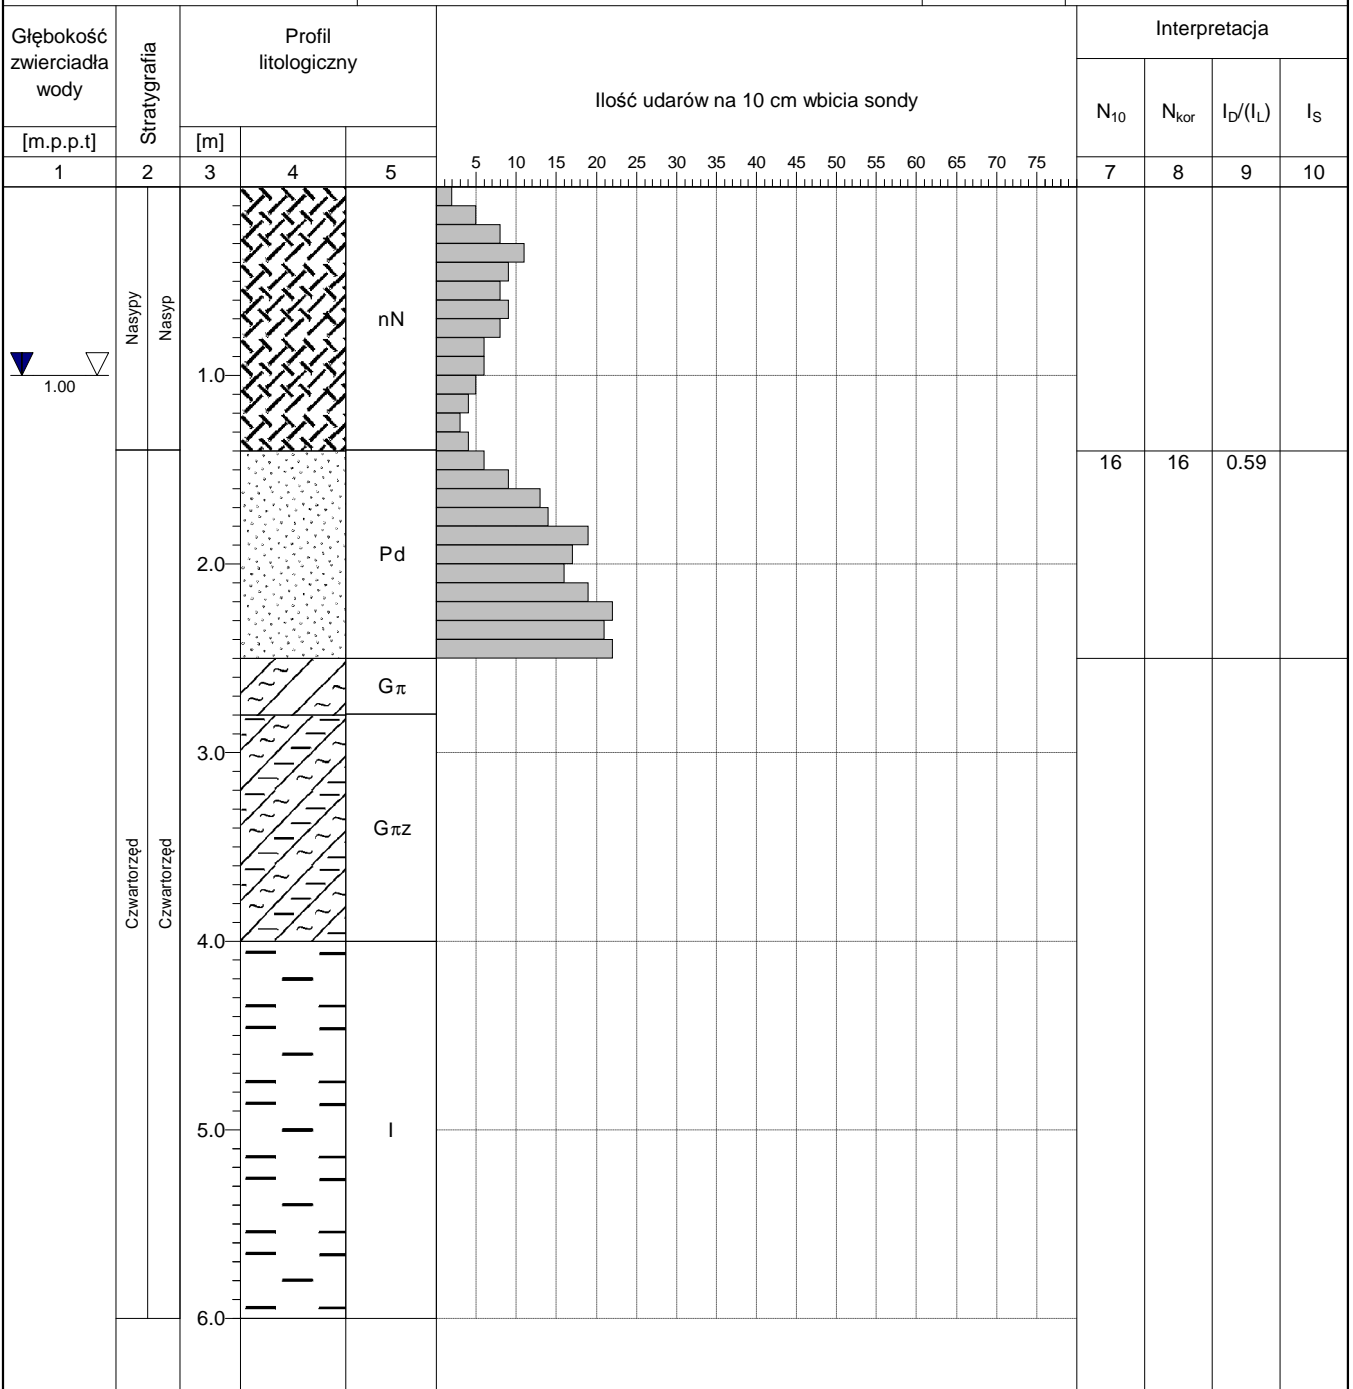 Głębokość
zwierciadła
wody
[m.p.p.t]
Stratygrafia
Profil
litologiczny
[m]
Ilość udarów na 10 cm wbicia sondy
Interpretacja
N10
Nkor
ID/(IL)
IS
5 10 15 20 25 30 35 40 45 50 55 60 65 70 75
1 2 3 4 5 7 8 9 10
Nasypy
Nasyp
nN
1.0
1.00
16 16 0.59
Pd
2.0
Gπ
3.0
Gπz
Czwartorzęd
Czwartorzęd
4.0
5.0
I
6.0